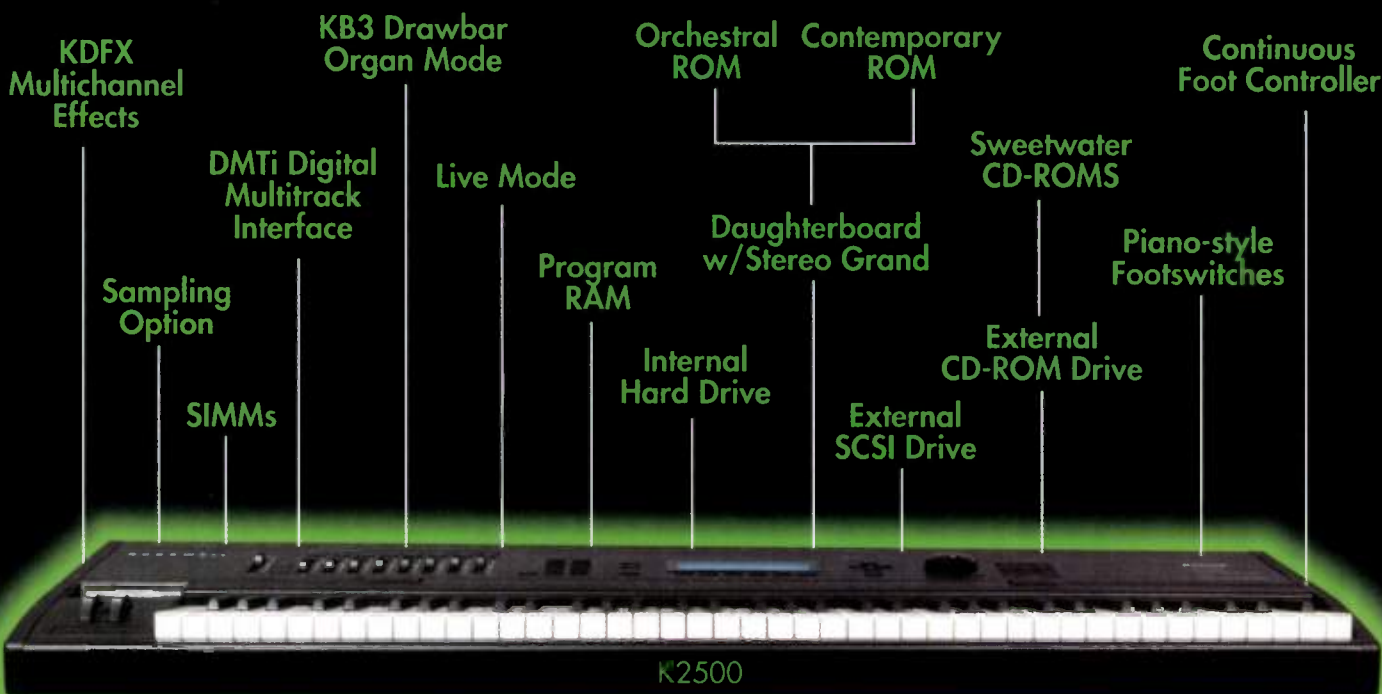 KDFX
Multichannel
Effects
KB3 Drawbar
Organ Mode
Orchestral
ROM
Contemporary
ROM
Continuous
Foot Controller
DMTi Digital
Multitrack
Interface
Live Mode
Sweetwater
CD-ROMS
Sampling
Option
Program
RAM
Daughterboard
w/Stereo Grand
Piano-style
Footswitches
SIMMs
Internal
Hard Drive
External
SCSI Drive
External
CD-ROM Drive
K2500